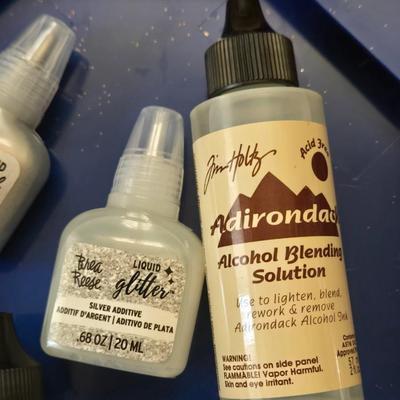 Brea
Reese
LIQUID
glitter
SILVER ADDITIVE
ADDITIF D'ARGENT | ADITIVO DE PLATA
.68 OZ | 20 ML
Tim Holtz
Acid Free
Adirondack
Alcohol Blending
Solution
Use to lighten, blend,
rework & remove
Adirondack Alcohol Ink
WARNING:
See cautions on side panel
FLAMMABLE! Vapor Harmful.
Skin and eye irritant.